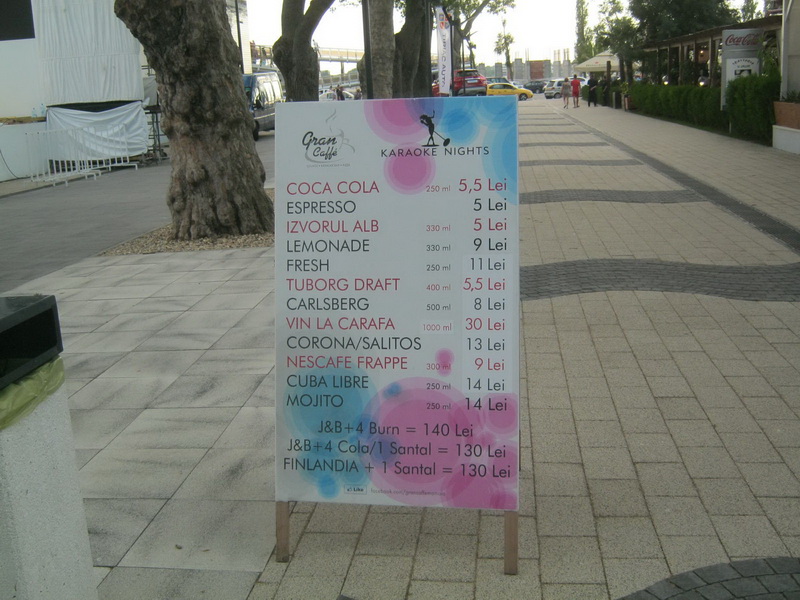 Gran
Caffé
KARAOKE NIGHTS
COCA COLA 250 ml 5,5 Lei
ESPRESSO 5 Lei
IZVORUL ALB 330 ml 5 Lei
LEMONADE 330 ml 9 Lei
FRESH 250 ml 11 Lei
TUBORG DRAFT 400 ml 5,5 Lei
CARLSBERG 500 ml 8 Lei
VIN LA CARAFA 1000 ml 30 Lei
CORONA/SALITOS 13 Lei
NESCAFE FRAPPE 300 ml 9 Lei
CUBA LIBRE 250 ml 14 Lei
MOJITO 250 ml 14 Lei
J&B+4 Burn = 140 Lei
J&B+4 Cola/1 Santal = 130 Lei
FINLANDIA + 1 Santal = 130 Lei
Coca-Cola